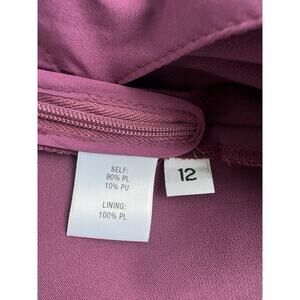 SELF:
90% PL
10% PU
LINING:
100% PL
12